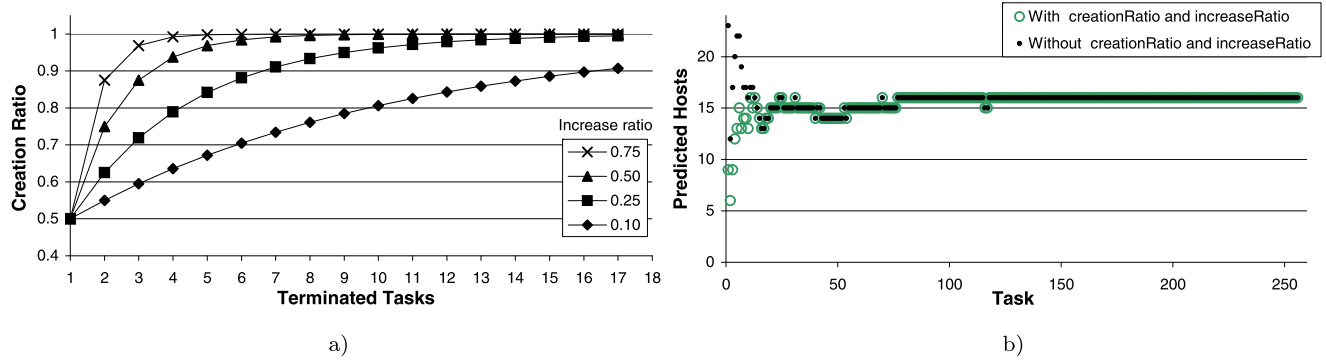 1
0.9
0.8
0.7
0.6
0.5
0.4
Creation Ratio
1 2 3 4 5 6 7 8 9 10 11 12 13 14 15 16 17 18
Terminated Tasks
Increase ratio
0.75
0.50
0.25
0.10
a)
With creationRatio and increaseRatio
Without creationRatio and increaseRatio
20
15
10
5
0
Predicted Hosts
0 50 100 150 200 250
Task
b)